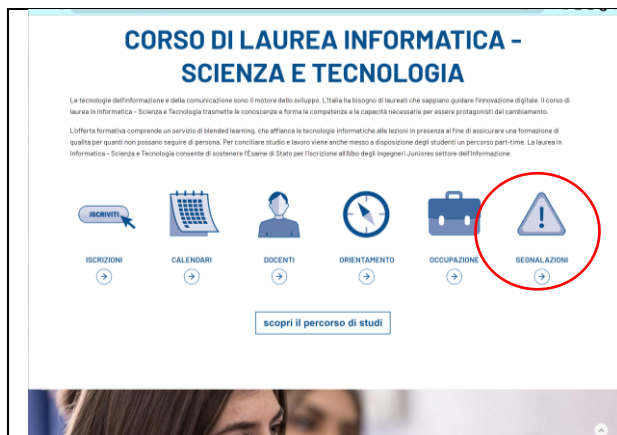 CORSO DI LAUREA INFORMATICA -
SCIENZA E TECNOLOGIA
Le tecnologie dell'informazione e della comunicazione sono il motore dello sviluppo. L'Italia ha bisogno di laureati che sappiano guidare l'innovazione digitale. Il corso di
laurea in Informatica - Scienza e Tecnologia trasmette le conoscenze e forma le competenze e le capacità necessarie per essere protagonisti del cambiamento.
L'offerta formativa comprende un servizio di blended learning, che affianca le tecnologie informatiche alle lezioni in presenza al fine di assicurare una formazione di
qualità per quanti non possano seguire di persona. Per conciliare studio e lavoro viene anche messo a disposizione degli studenti un percorso part-time. La laurea in
Informatica - Scienza e Tecnologia consente di sostenere l'Esame di Stato per l'iscrizione all'Albo degli Ingegneri Juniores settore dell'Informazione.
ISCRIVITI
ISCRIZIONI CALENDARI DOCENTI ORIENTAMENTO OCCUPAZIONE SEGNALAZIONI
scopri il percorso di studi